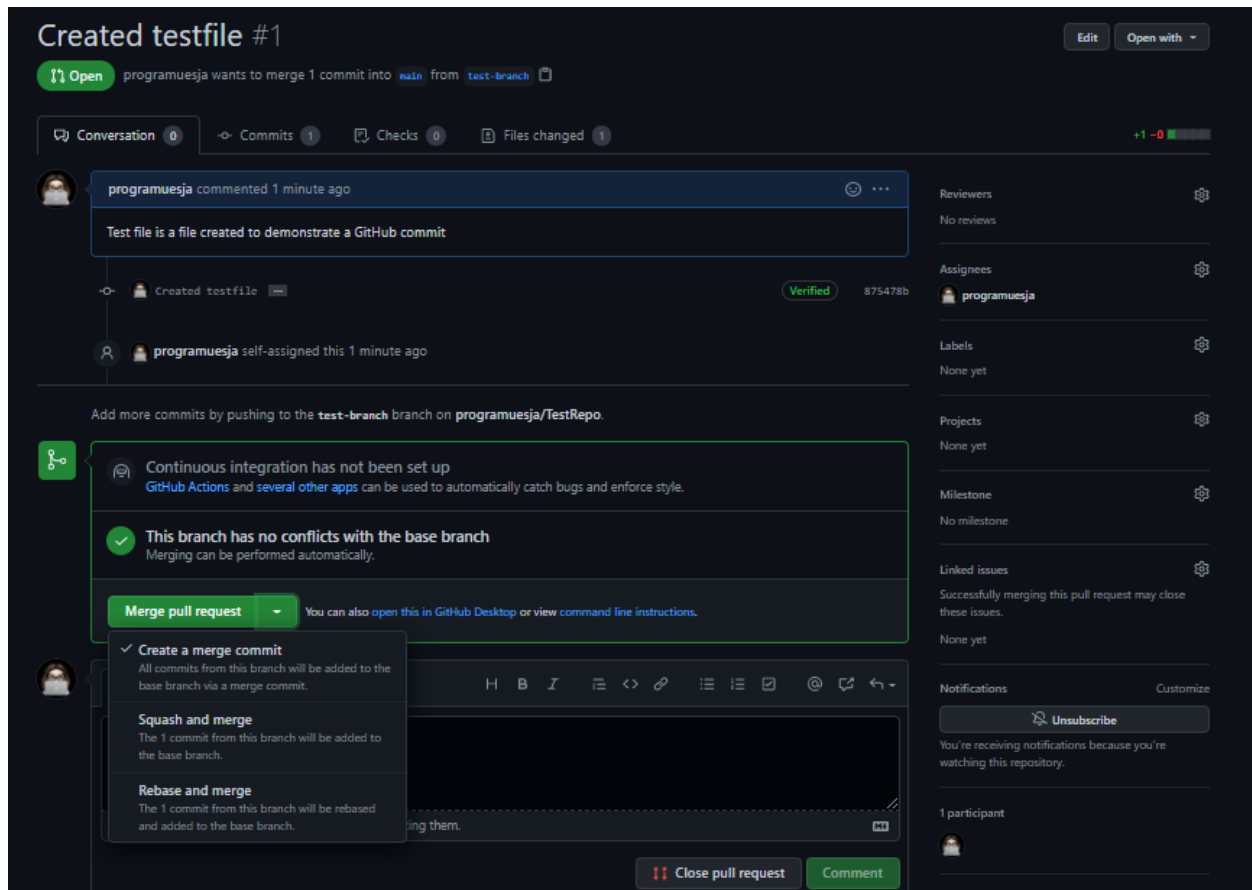 Created testfile #1
Edit
Open with
Open programuesja wants to merge 1 commit into main from test-branch
Conversation 0
Commits 1
Checks 0
Files changed 1
+1 −0
programuesja commented 1 minute ago
Test file is a file created to demonstrate a GitHub commit
Created testfile
Verified
875478b
programuesja self-assigned this 1 minute ago
Add more commits by pushing to the test-branch branch on programuesja/TestRepo.
Continuous integration has not been set up
GitHub Actions and several other apps can be used to automatically catch bugs and enforce style.
This branch has no conflicts with the base branch
Merging can be performed automatically.
Merge pull request
You can also open this in GitHub Desktop or view command line instructions.
Create a merge commit
All commits from this branch will be added to the
base branch via a merge commit.
Squash and merge
The 1 commit from this branch will be added to
the base branch.
Rebase and merge
The 1 commit from this branch will be rebased
and added to the base branch.
H B I
them.
Close pull request
Comment
Reviewers
No reviews
Assignees
programuesja
Labels
None yet
Projects
None yet
Milestone
No milestone
Linked issues
Successfully merging this pull request may close
these issues.
None yet
Notifications
Customize
Unsubscribe
You're receiving notifications because you're
watching this repository.
1 participant